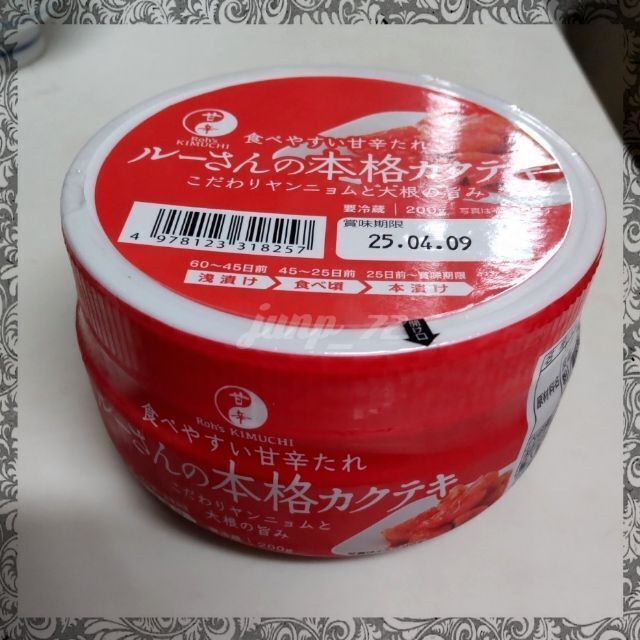 甘辛
Roh's
KIMUCHI
食べやすい甘辛たれ
ルーさんの本格カクテキ
こだわりヤンニョムと大根の旨み
要冷蔵 | 200g 写真は
賞味期限
25.04.09
4 978123 318257
60~45日前 45~25日前 25日前~賞味期限
浅漬け 食べ頃 本漬け
junp_72
甘辛
Roh's KIMUCHI
食べやすい甘辛たれ
ルーさんの本格カクテキ
こだわりヤンニョムと
大根の旨み
200g